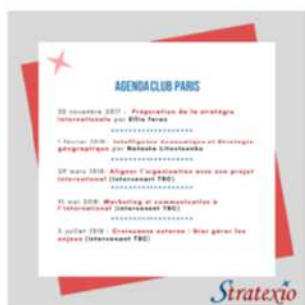 AGENDA CLUB PARIS
30 novembre 2017 : Préparation de la stratégie
internationale par Ellie
1 février 2018 : Intelligence économique et Stratégie
géographique par Natasha
29 mars 2018: Aligner l'organisation avec son projet
international (intervenant TBC)
31 mai 2018: Marketing et communication à
l'international (intervenant TBC)
5 juillet 2018 : Croissance externe : bien gérer les
enjeux (intervenant TBC)
Stratexio